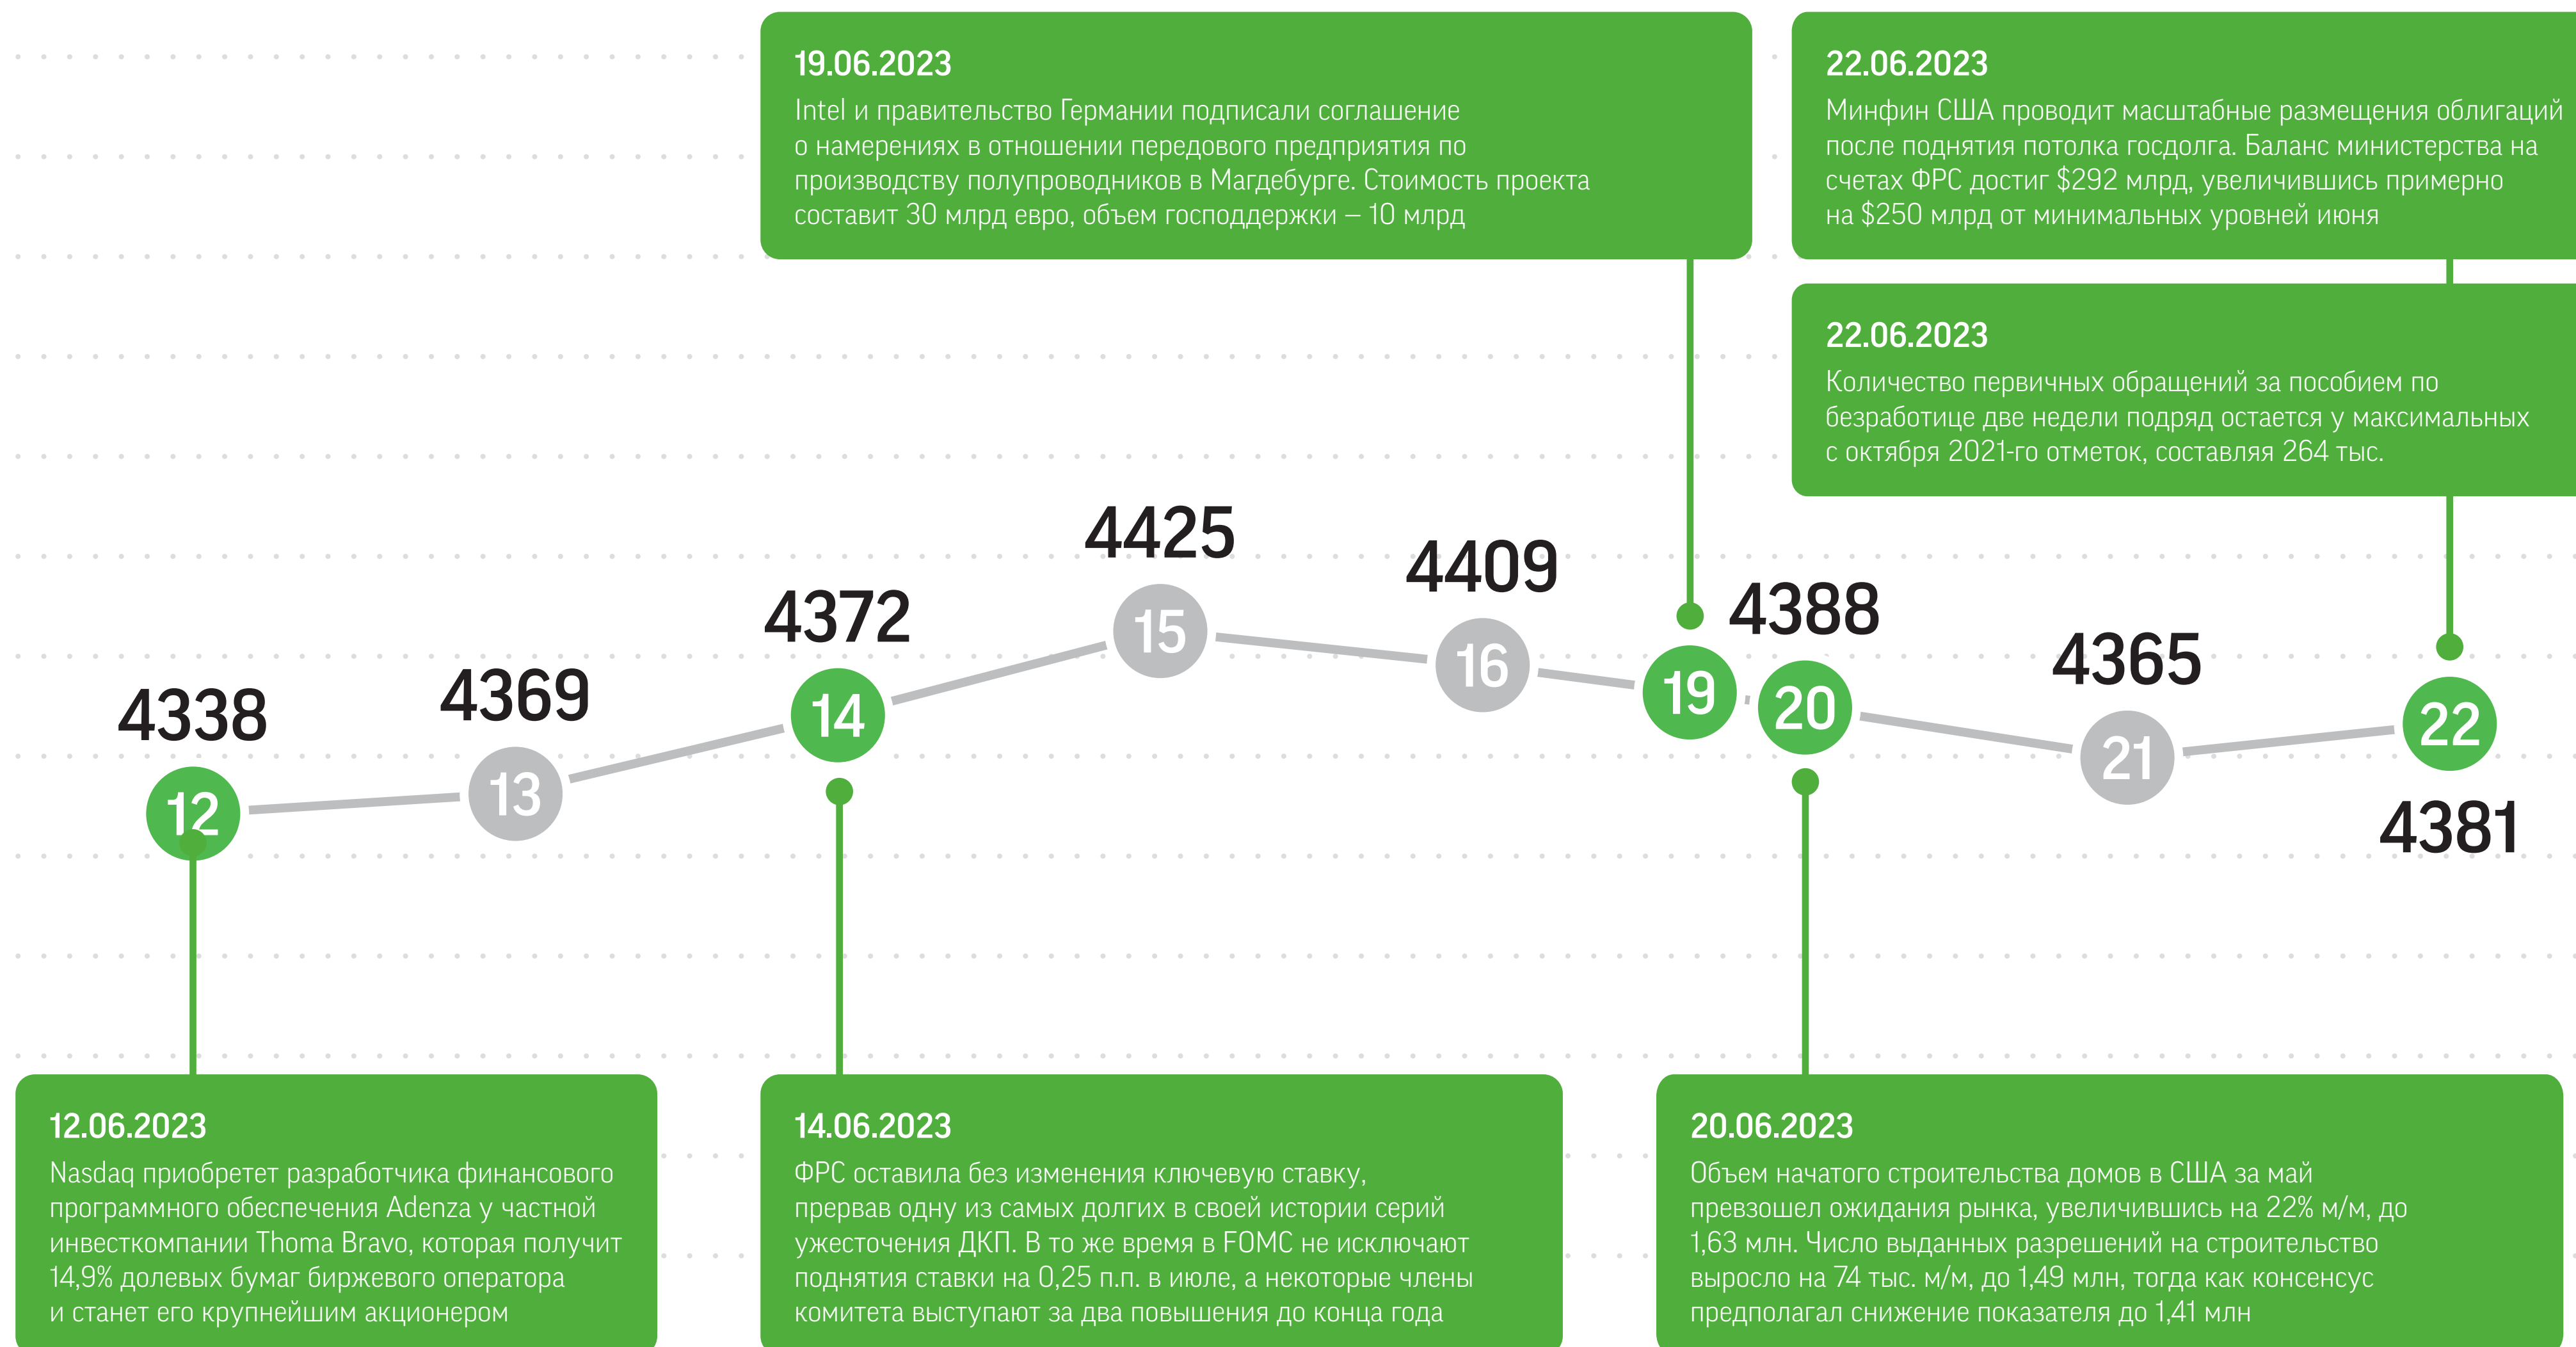 19.06.2023
Intel и правительство Германии подписали соглашение
о намерениях в отношении передового предприятия по
производству полупроводников в Магдебурге. Стоимость проекта
составит 30 млрд евро, объем господдержки – 10 млрд
22.06.2023
Минфин США проводит масштабные размещения облигаций
после поднятия потолка госдолга. Баланс министерства на
счетах ФРС достиг $292 млрд, увеличившись примерно
на $250 млрд от минимальных уровней июня
22.06.2023
Количество первичных обращений за пособием по
безработице две недели подряд остается у максимальных
с октября 2021-го отметок, составляя 264 тыс.
4338
12
4369
13
4372
14
4425
15
4409
16
19
4388
20
4365
21
22
4381
12.06.2023
Nasdaq приобретет разработчика финансового
программного обеспечения Adenza у частной
инвесткомпании Thoma Bravo, которая получит
14,9% долевых бумаг биржевого оператора
и станет его крупнейшим акционером
14.06.2023
ФРС оставила без изменения ключевую ставку,
прервав одну из самых долгих в своей истории серий
ужесточения ДКП. В то же время в FOMC не исключают
поднятия ставки на 0,25 п.п. в июле, а некоторые члены
комитета выступают за два повышения до конца года
20.06.2023
Объем начатого строительства домов в США за май
превзошел ожидания рынка, увеличившись на 22% м/м, до
1,63 млн. Число выданных разрешений на строительство
выросло на 74 тыс. м/м, до 1,49 млн, тогда как консенсус
предполагал снижение показателя до 1,41 млн